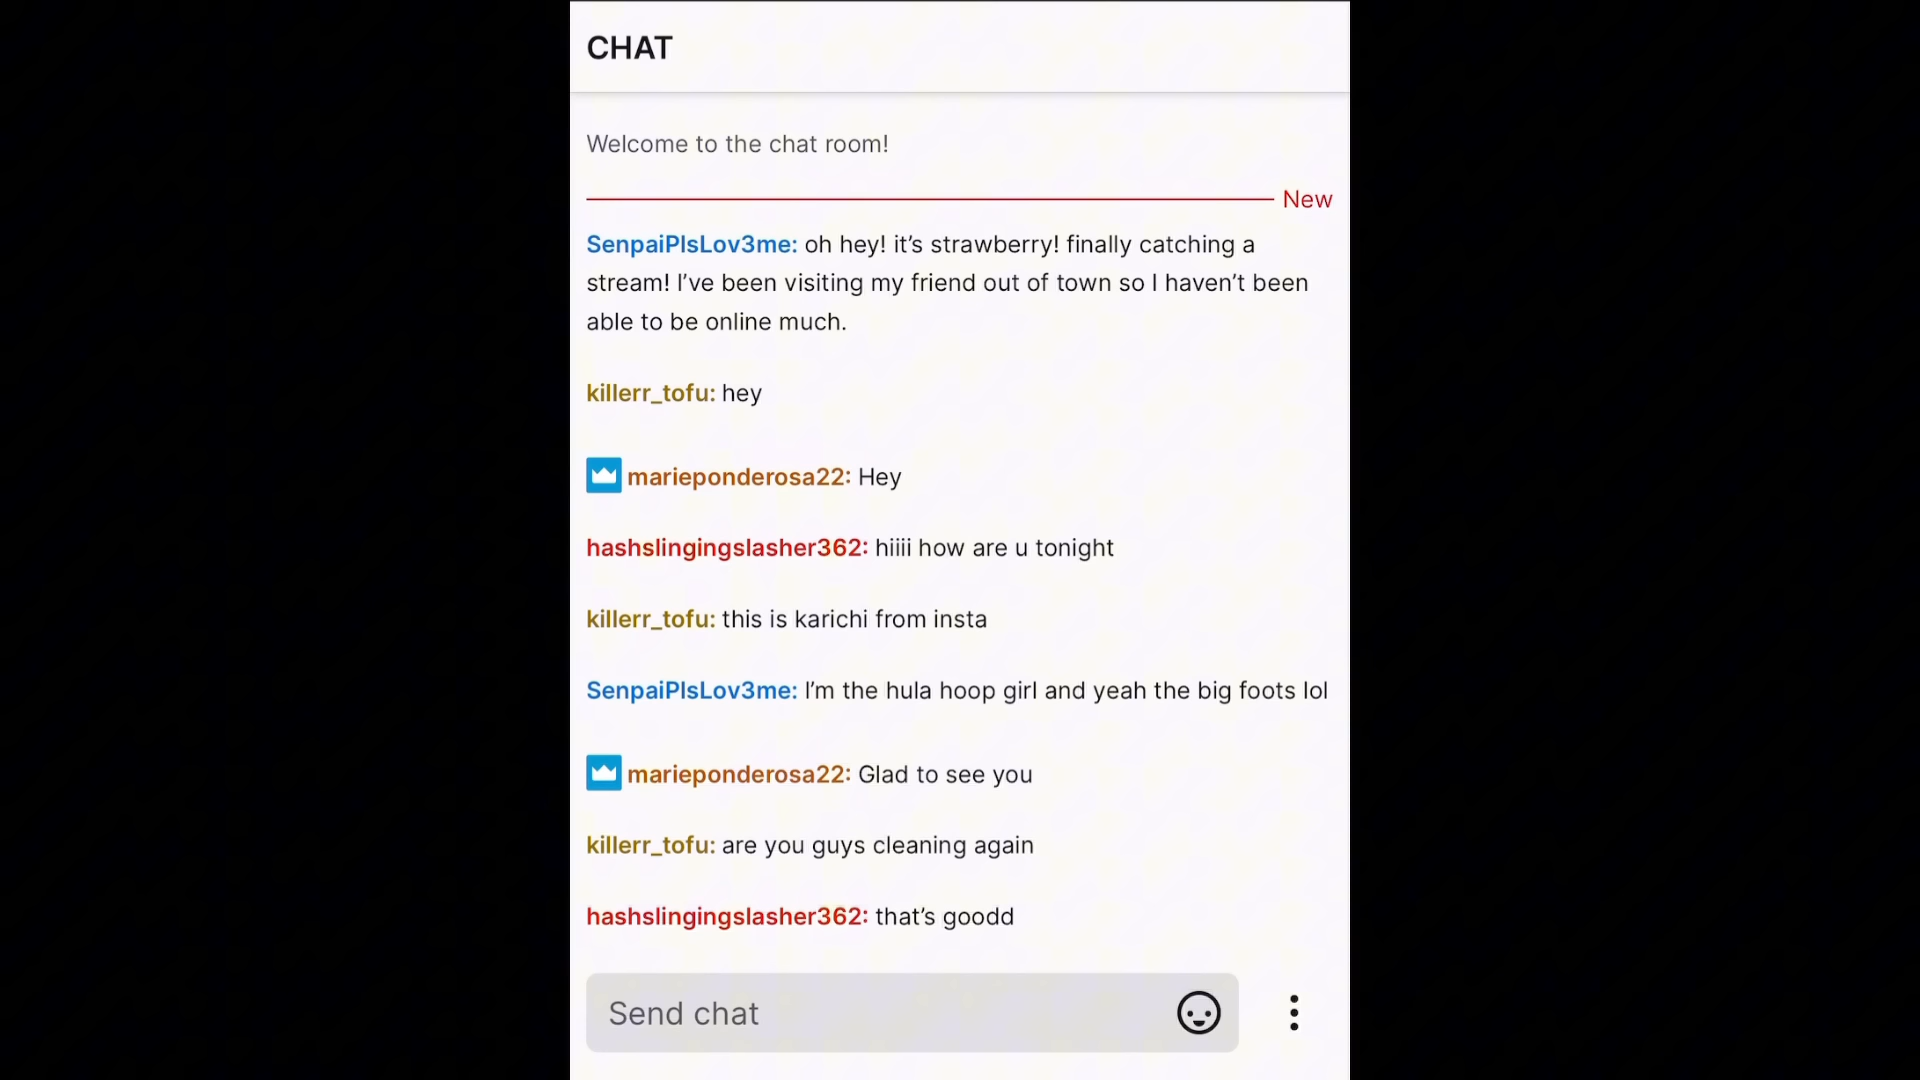 CHAT
Welcome to the chat room!
New
SenpaiPlsLov3me: oh hey! it’s strawberry! finally catching a
stream! I’ve been visiting my friend out of town so I haven’t been
able to be online much.
killerr_tofu: hey
marieponderosa22: Hey
hashslingingslasher362: hiiii how are u tonight
killerr_tofu: this is karichi from insta
SenpaiPlsLov3me: I’m the hula hoop girl and yeah the big foots lol
marieponderosa22: Glad to see you
killerr_tofu: are you guys cleaning again
hashslingingslasher362: that’s goodd
Send chat